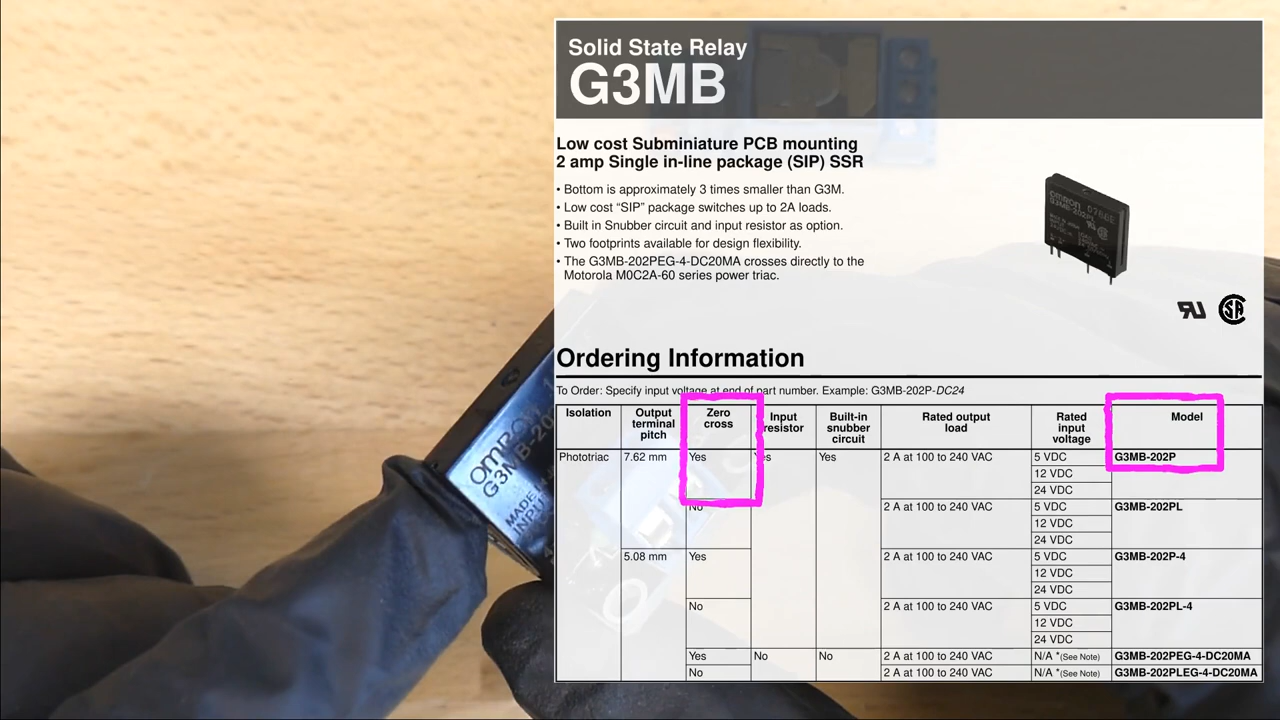 Solid State Relay
G3MB
Low cost Subminiature PCB mounting
2 amp Single in-line package (SIP) SSR
• Bottom is approximately 3 times smaller than G3M.
• Low cost “SIP” package switches up to 2A loads.
• Built in Snubber circuit and input resistor as option.
• Two footprints available for design flexibility.
• The G3MB-202PEG-4-DC20MA crosses directly to the
Motorola M0C2A-60 series power triac.
omron
G3MB-202PL
Ordering Information
To Order: Specify input voltage at end of part number. Example: G3MB-202P-DC24
Isolation Output terminal pitch Zero cross Input resistor Built-in snubber circuit Rated output load Rated input voltage Model
Phototriac 7.62 mm Yes Yes Yes 2 A at 100 to 240 VAC 5 VDC G3MB-202P
12 VDC
24 VDC
No 2 A at 100 to 240 VAC 5 VDC G3MB-202PL
12 VDC
24 VDC
5.08 mm Yes 2 A at 100 to 240 VAC 5 VDC G3MB-202P-4
12 VDC
24 VDC
No 2 A at 100 to 240 VAC 5 VDC G3MB-202PL-4
12 VDC
24 VDC
Yes No No 2 A at 100 to 240 VAC N/A *(See Note) G3MB-202PEG-4-DC20MA
No 2 A at 100 to 240 VAC N/A *(See Note) G3MB-202PLEG-4-DC20MA
OMRON
G3MB-20
MADE
INPU